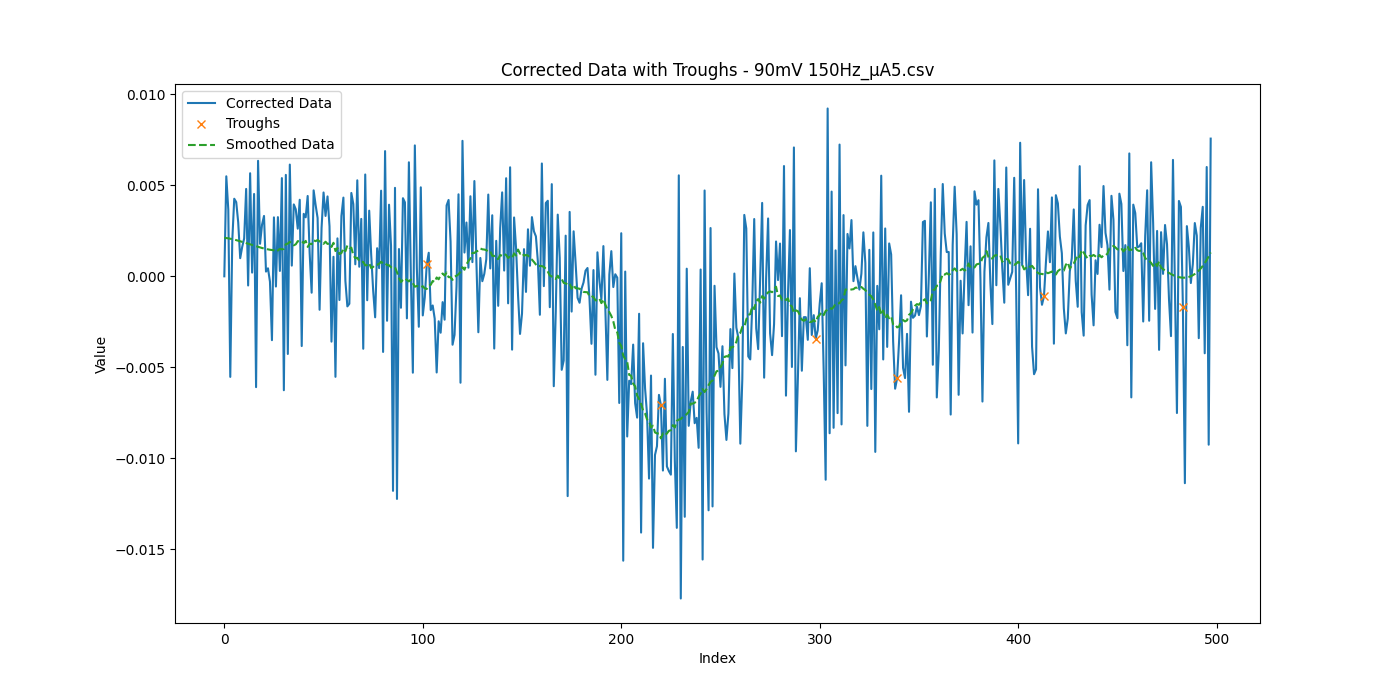 Corrected Data with Troughs - 90mV 150Hz_µA5.csv
Corrected Data
Troughs
Smoothed Data
0.010
0.005
0.000
−0.005
−0.010
−0.015
Value
0
100
200
300
400
500
Index